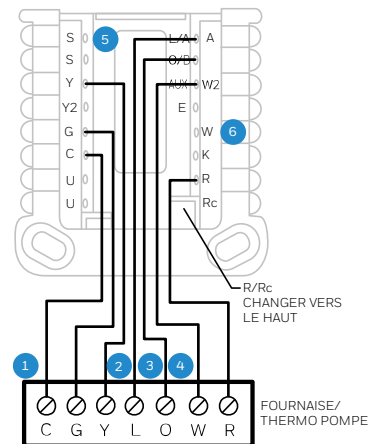 S
S
Y
Y2
G
C
U
U
5
L/A A
O/B
AUX W2
E
W 6
K
R
Rc
R/Rc
CHANGER VERS
LE HAUT
1
2
3
4
C G Y L O W R
FOURNAISE/
THERMO POMPE